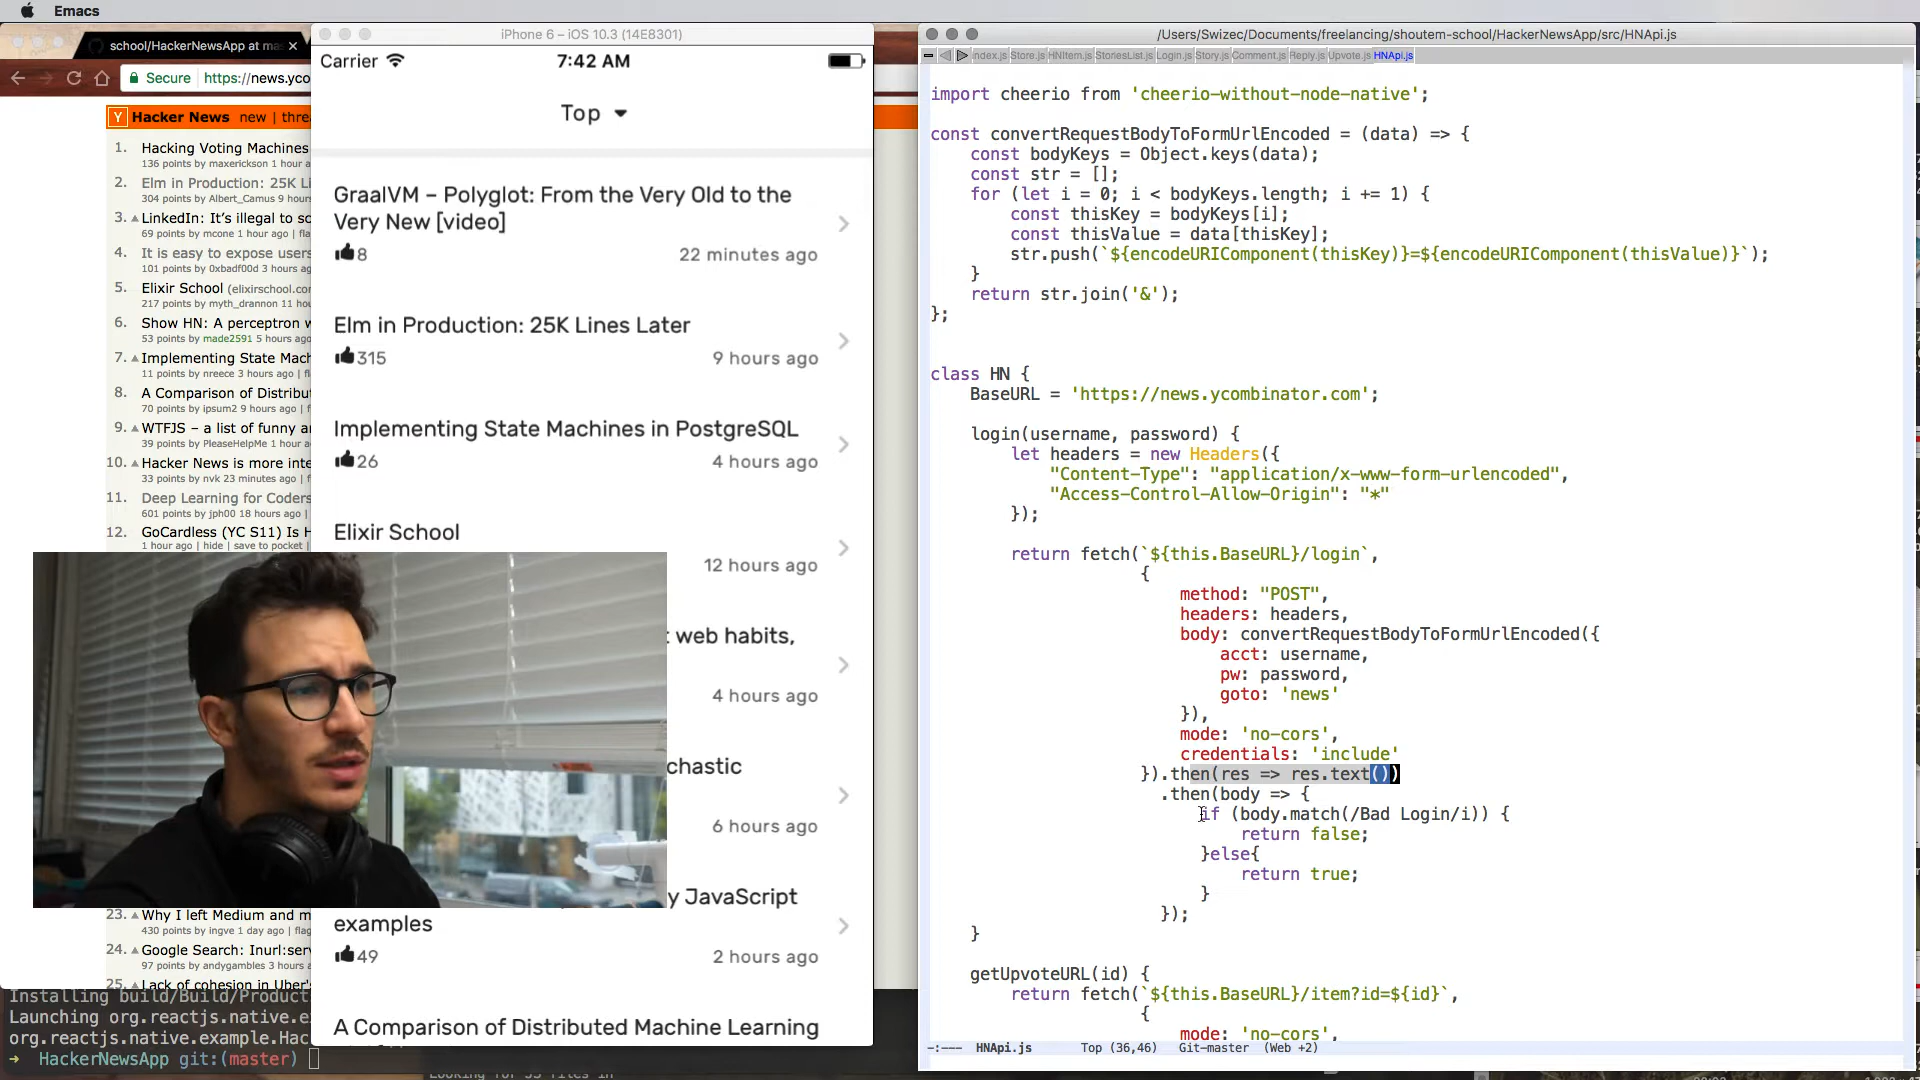 Emacs
school/HackerNewsApp at mas
Secure
https://news.yco
Y Hacker News new | threa
1. Hacking Voting Machines
136 points by maxerickson 1 hour a
2. Elm in Production: 25K Li
304 points by Albert_Camus 9 hours
3. LinkedIn: It's illegal to sc
69 points by mcone 1 hour ago | fla
4. It is easy to expose users
101 points by 0xbadf00d 3 hours ag
5. Elixir School (elixirschool.com
217 points by myth_drannon 11 hour
6. Show HN: A perceptron w
53 points by made2591 5 hours ago
7. Implementing State Mach
11 points by nreece 3 hours ago | fl
8. A Comparison of Distribut
70 points by ipsum2 9 hours ago | f
9. WTFJS – a list of funny an
39 points by PleaseHelpMe 1 hour a
10. Hacker News is more inte
33 points by nvk 23 minutes ago | f
11. Deep Learning for Coders
601 points by jph00 18 hours ago |
12. GoCardless (YC S11) Is H
1 hour ago | hide | save to pocket |
23. Why I left Medium and m
430 points by ingve 1 day ago | flag
24. Google Search: Inurl:serv
97 points by andygambles 3 hours a
25. Lack of cohesion in Uber's
Installing build/Build/Product
Launching org.reactjs.native.e
org.reactjs.native.example.Hac
→ HackerNewsApp git:(master)
iPhone 6 – iOS 10.3 (14E8301)
Carrier
7:42 AM
Top
GraalVM – Polyglot: From the Very Old to the
Very New [video]
8
22 minutes ago
Elm in Production: 25K Lines Later
315
9 hours ago
Implementing State Machines in PostgreSQL
26
4 hours ago
Elixir School
12 hours ago
web habits,
4 hours ago
chastic
6 hours ago
y JavaScript
examples
49
2 hours ago
A Comparison of Distributed Machine Learning
/Users/Swizec/Documents/freelancing/shoutem-school/HackerNewsApp/src/HNApi.js
index.js Store.js HNItem.js StoriesList.js Login.js Story.js Comment.js Reply.js Upvote.js HNApi.js
import cheerio from 'cheerio-without-node-native';
const convertRequestBodyToFormUrlEncoded = (data) => {
const bodyKeys = Object.keys(data);
const str = [];
for (let i = 0; i < bodyKeys.length; i += 1) {
const thisKey = bodyKeys[i];
const thisValue = data[thisKey];
str.push(`${encodeURIComponent(thisKey)}=${encodeURIComponent(thisValue)}`);
}
return str.join('&');
};
class HN {
BaseURL = 'https://news.ycombinator.com';
login(username, password) {
let headers = new Headers({
"Content-Type": "application/x-www-form-urlencoded",
"Access-Control-Allow-Origin": "*"
});
return fetch(`${this.BaseURL}/login`,
{
method: "POST",
headers: headers,
body: convertRequestBodyToFormUrlEncoded({
acct: username,
pw: password,
goto: 'news'
}),
mode: 'no-cors',
credentials: 'include'
}).then(res => res.text())
.then(body => {
if (body.match(/Bad Login/i)) {
return false;
}else{
return true;
}
});
}
getUpvoteURL(id) {
return fetch(`${this.BaseURL}/item?id=${id}`,
{
mode: 'no-cors',
-:--- HNApi.js Top (36,46) Git-master (Web +2)